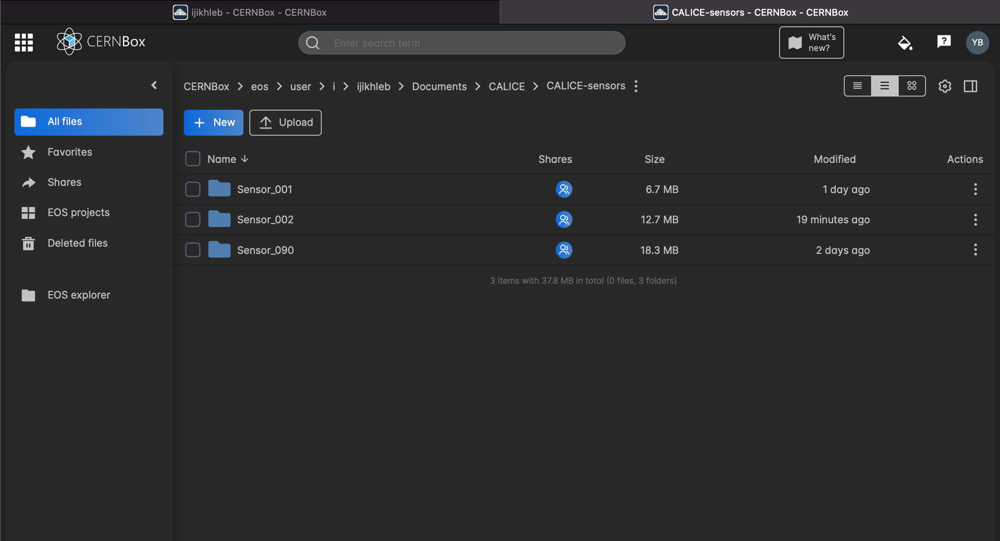 ijikhleb - CERNBox - CERNBox
CALICE-sensors - CERNBox - CERNBox
CERNBox
Enter search term
What's
new?
?
YB
CERNBox > eos > user > i > ijikhleb > Documents > CALICE > CALICE-sensors
All files
Favorites
Shares
EOS projects
Deleted files
EOS explorer
+ New
Upload
Name Shares Size Modified Actions
Sensor_001 6.7 MB 1 day ago
Sensor_002 12.7 MB 19 minutes ago
Sensor_090 18.3 MB 2 days ago
3 items with 37.8 MB in total (0 files, 3 folders)